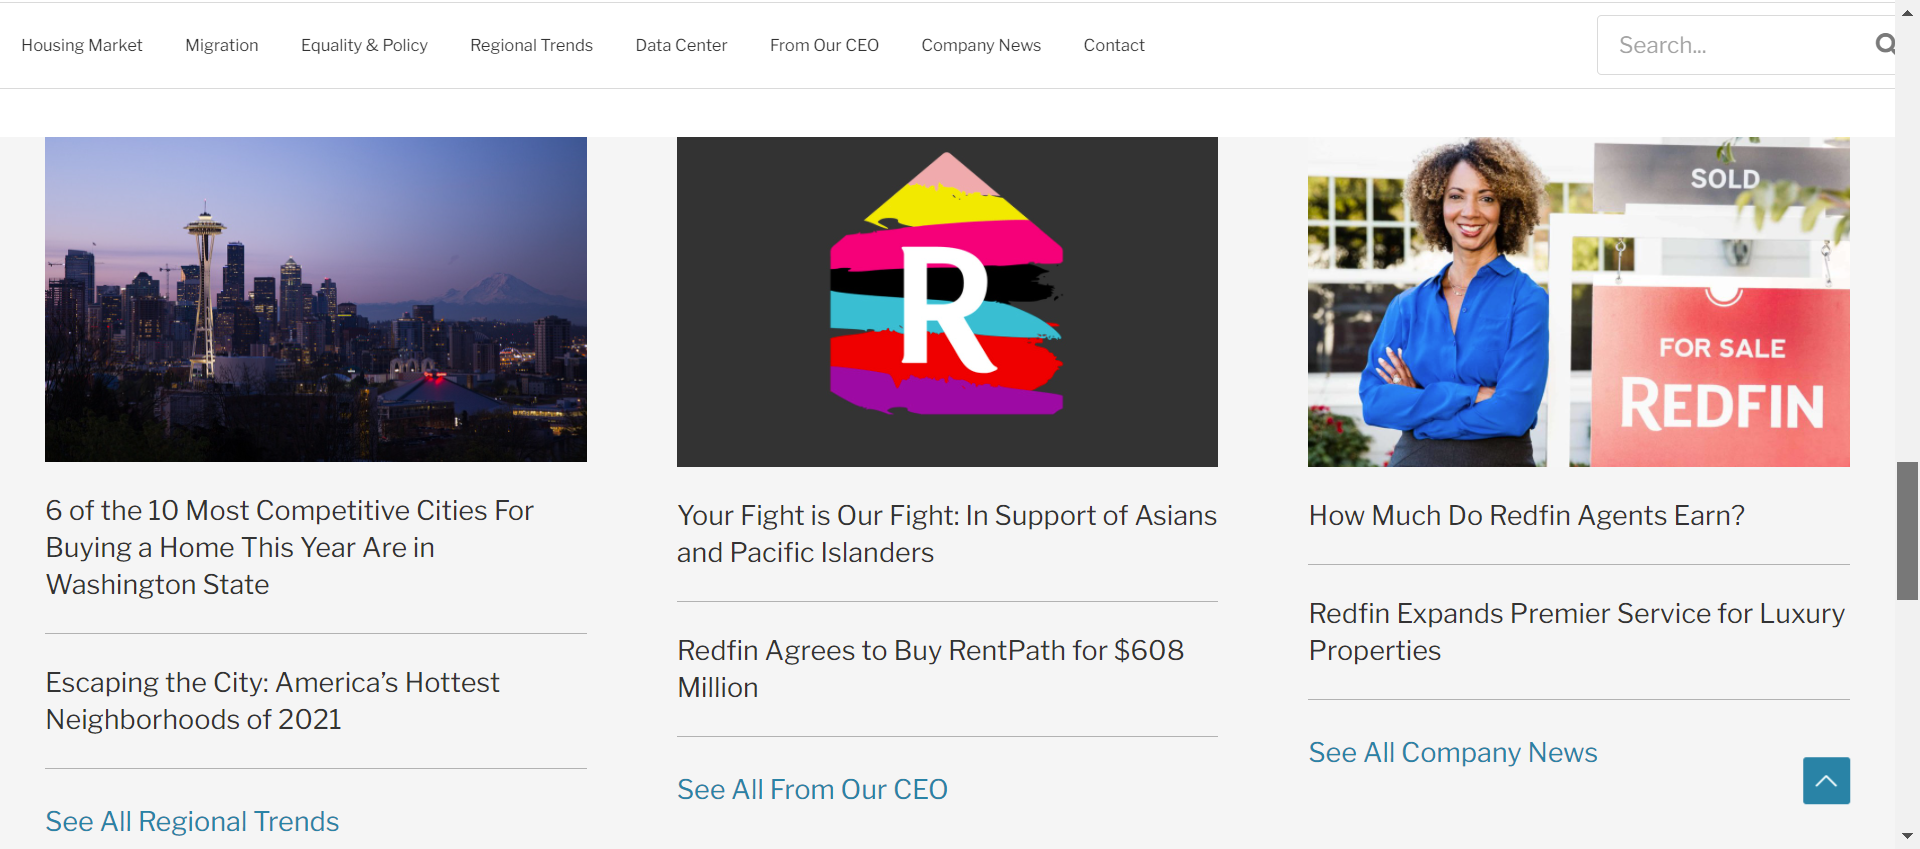 Housing Market
Migration
Equality & Policy
Regional Trends
Data Center
From Our CEO
Company News
Contact
Search...
6 of the 10 Most Competitive Cities For
Buying a Home This Year Are in
Washington State
Escaping the City: America’s Hottest
Neighborhoods of 2021
See All Regional Trends
R
Your Fight is Our Fight: In Support of Asians
and Pacific Islanders
Redfin Agrees to Buy RentPath for $608
Million
See All From Our CEO
SOLD
FOR SALE
REDFIN
How Much Do Redfin Agents Earn?
Redfin Expands Premier Service for Luxury
Properties
See All Company News